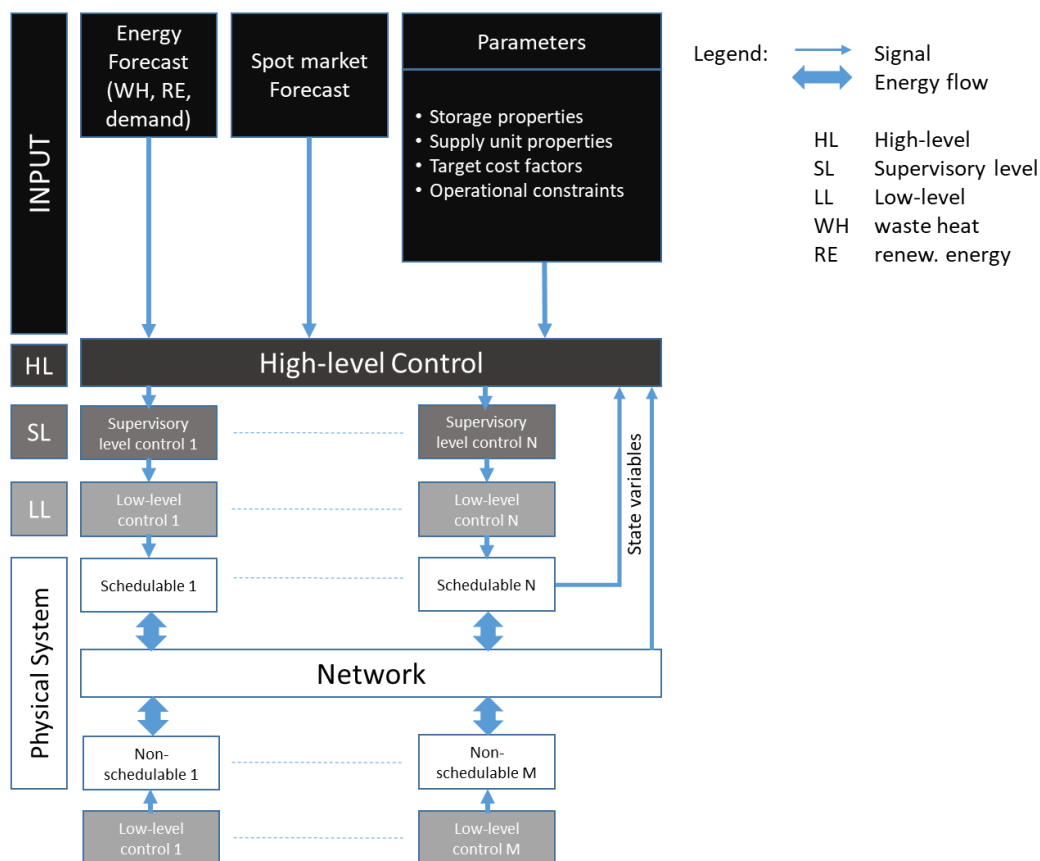 INPUT
Energy
Forecast
(WH, RE,
demand)
Spot market
Forecast
Parameters
• Storage properties
• Supply unit properties
• Target cost factors
• Operational constraints
Legend:
Signal
Energy flow
HL High-level
SL Supervisory level
LL Low-level
WH waste heat
RE renew. energy
HL
High-level Control
SL
Supervisory
level control 1
Supervisory
level control N
LL
Low-level
control 1
Low-level
control N
State variables
Physical System
Schedulable 1
Schedulable N
Network
Non-
schedulable 1
Non-
schedulable M
Low-level
control 1
Low-level
control M